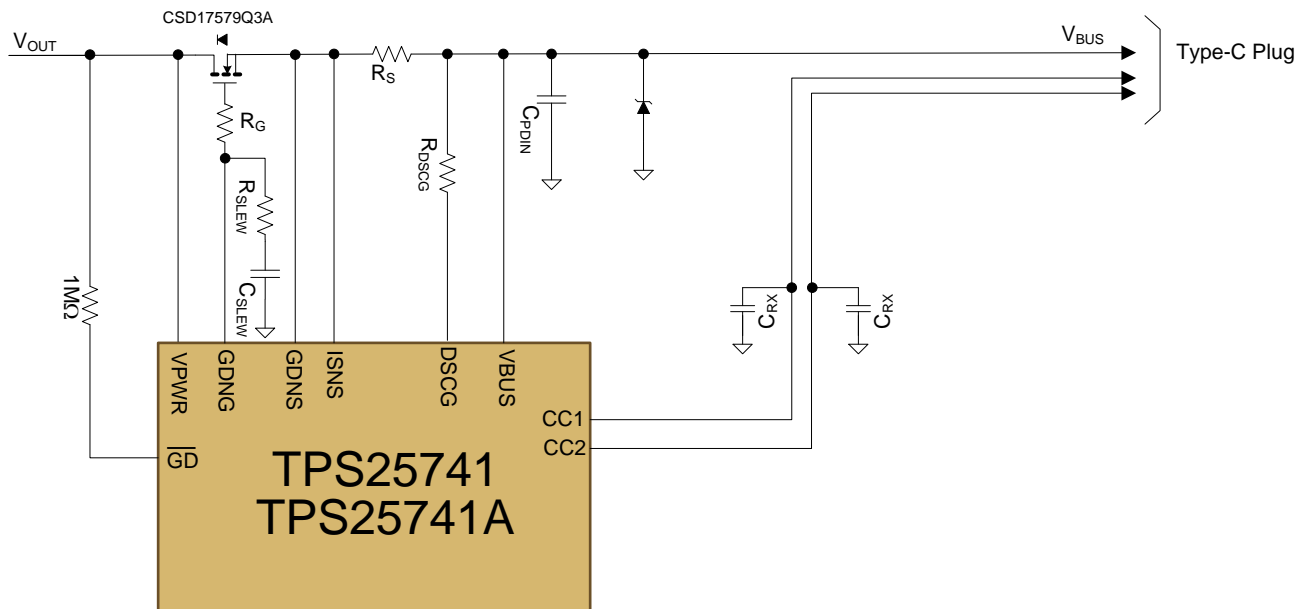 CSD17579Q3A
VOUT
VBUS
Type-C Plug
RS
RG
CPDIN
RDSCG
RSLEW
CSLEW
1MΩ
CRX
CRX
VPWR
GDNG
GDNS
ISNS
DSCG
VBUS
CC1
CC2
GD
TPS25741
TPS25741A